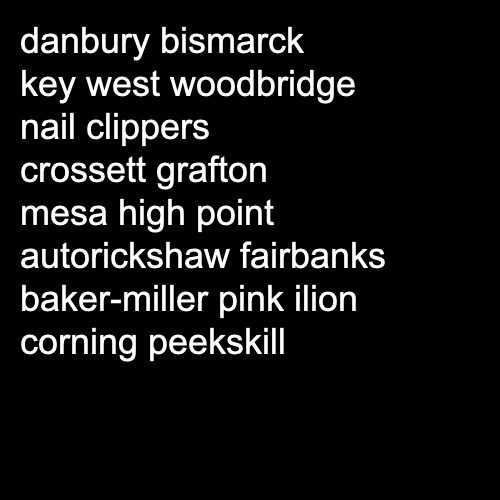 danbury bismarck
key west woodbridge
nail clippers
crossett grafton
mesa high point
autorickshaw fairbanks
baker-miller pink ilion
corning peekskill